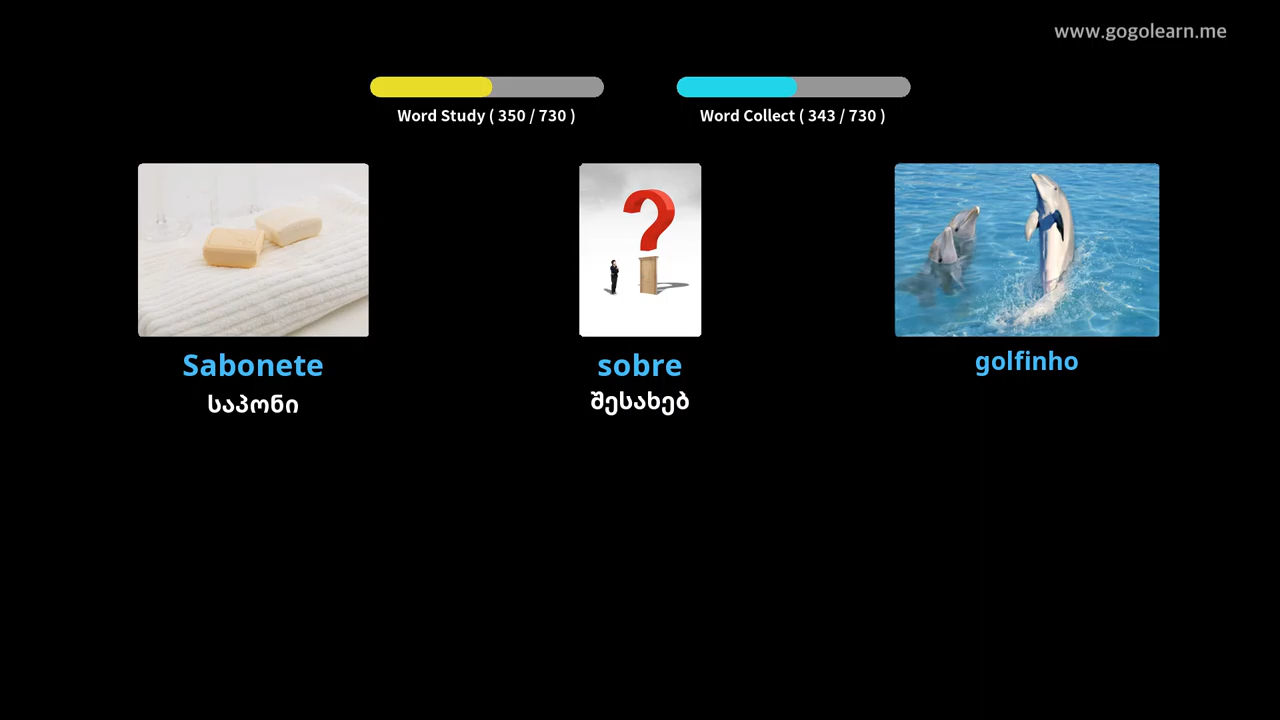 www.gogolearn.me
Word Study ( 350 / 730 )
Word Collect ( 343 / 730 )
Sabonete
საპონი
sobre
შესახებ
golfinho